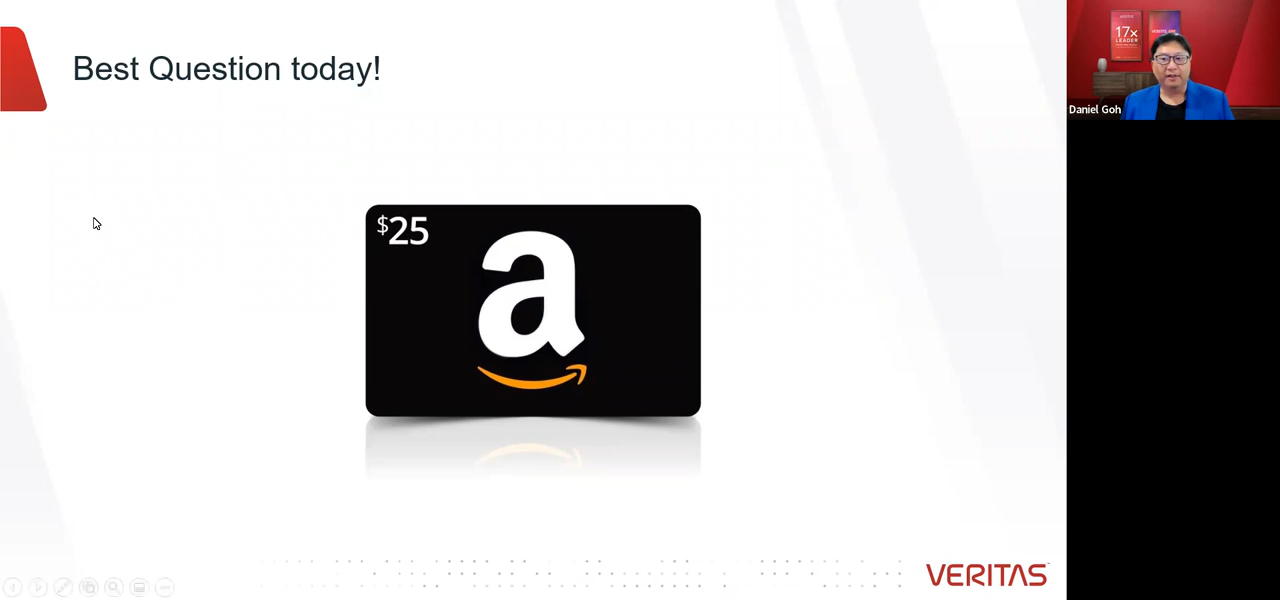 Best Question today!
$25
a
VERITAS
17x
LEADER
Daniel Goh